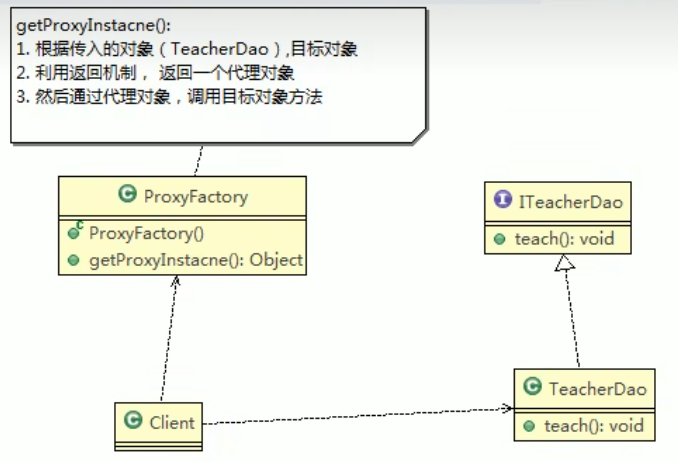 getProxyInstacne():
1. 根据传入的对象（TeacherDao）,目标对象
2. 利用返回机制， 返回一个代理对象
3. 然后通过代理对象，调用目标对象方法
C ProxyFactory
I ITeacherDao
C ProxyFactory()
teach(): void
getProxyInstacne(): Object
C TeacherDao
C Client
teach(): void